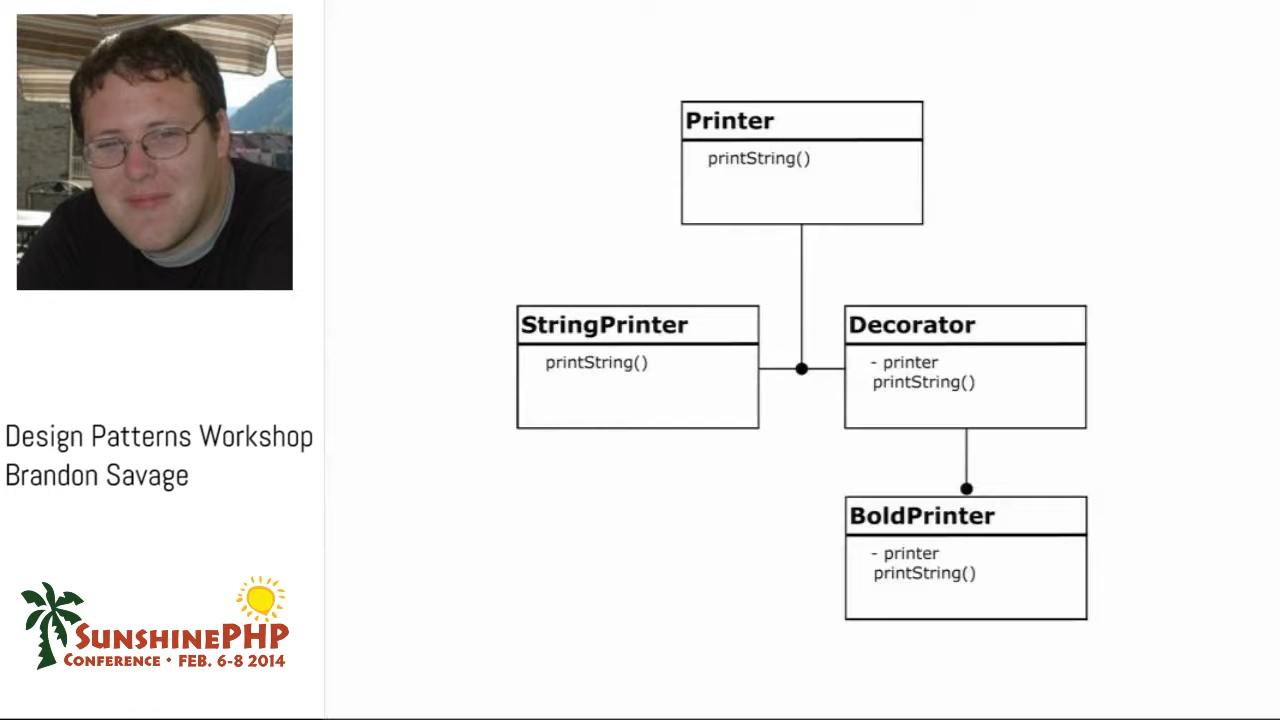 Design Patterns Workshop
Brandon Savage
SUNSHINEPHP
CONFERENCE • FEB. 6-8 2014
Printer
printString()
StringPrinter
printString()
Decorator
- printer
printString()
BoldPrinter
- printer
printString()